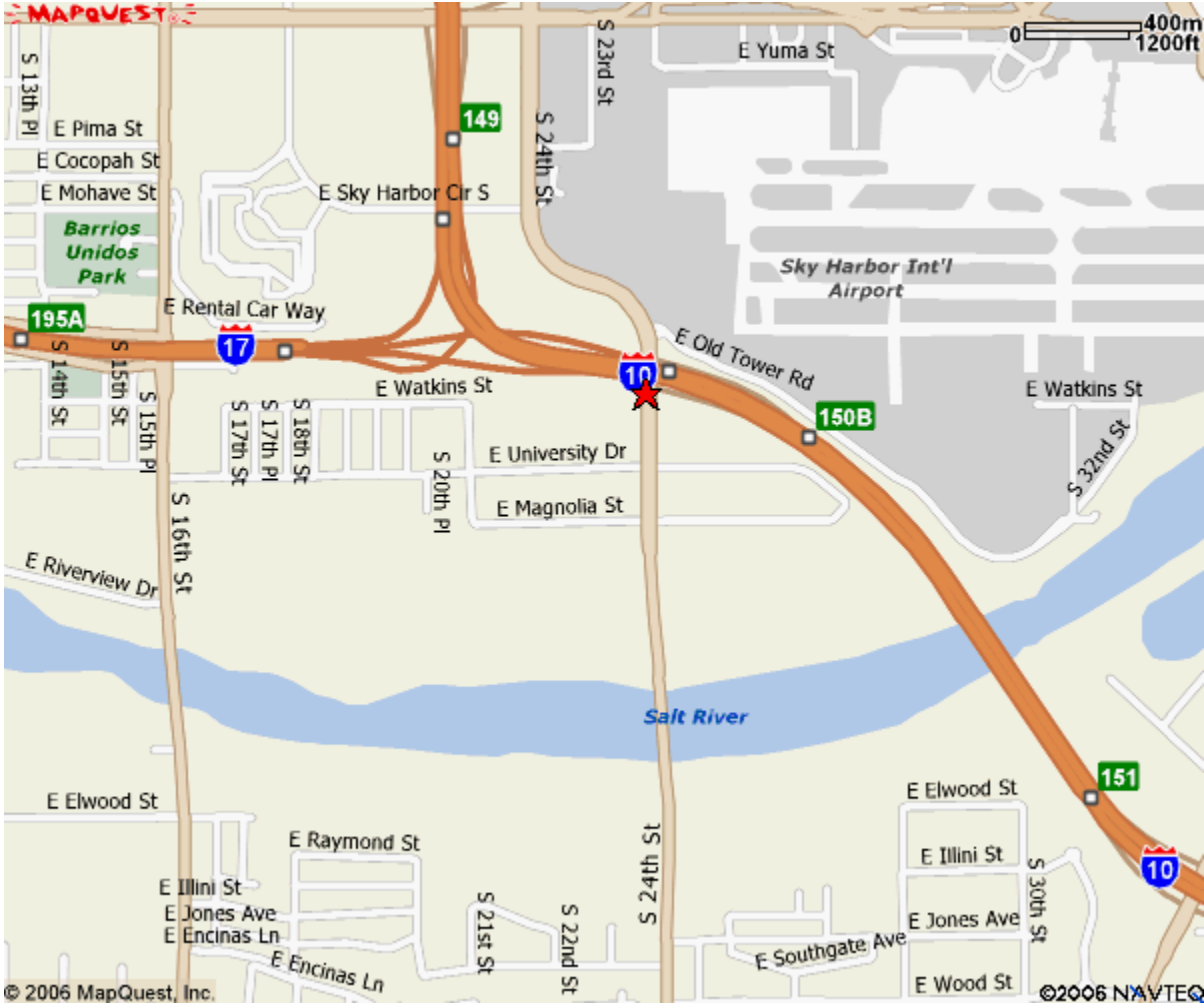 MAPQUEST
0 400m
1200ft
S 13th Pl
S 23rd St
E Yuma St
149
E Pima St
S 24th St
E Cocopah St
E Mohave St
E Sky Harbor Cir S
Barrios
Unidos
Park
Sky Harbor Int'l
Airport
E Rental Car Way
195A
17
E Old Tower Rd
S 14th St
S 15th St
10
E Watkins St
E Watkins St
S 15th Pl
S 17th St
S 17th Pl
S 18th St
150B
S 32nd St
E University Dr
S 20th Pl
E Magnolia St
S 16th St
E Riverview Dr
Salt River
151
E Elwood St
E Elwood St
E Raymond St
S 24th St
E Illini St
10
E Illini St
S 30th St
E Jones Ave
S 21st St
S 22nd St
E Jones Ave
E Encinas Ln
E Southgate Ave
E Encinas Ln
E Wood St
© 2006 MapQuest, Inc.
©2006 NAVTEQ